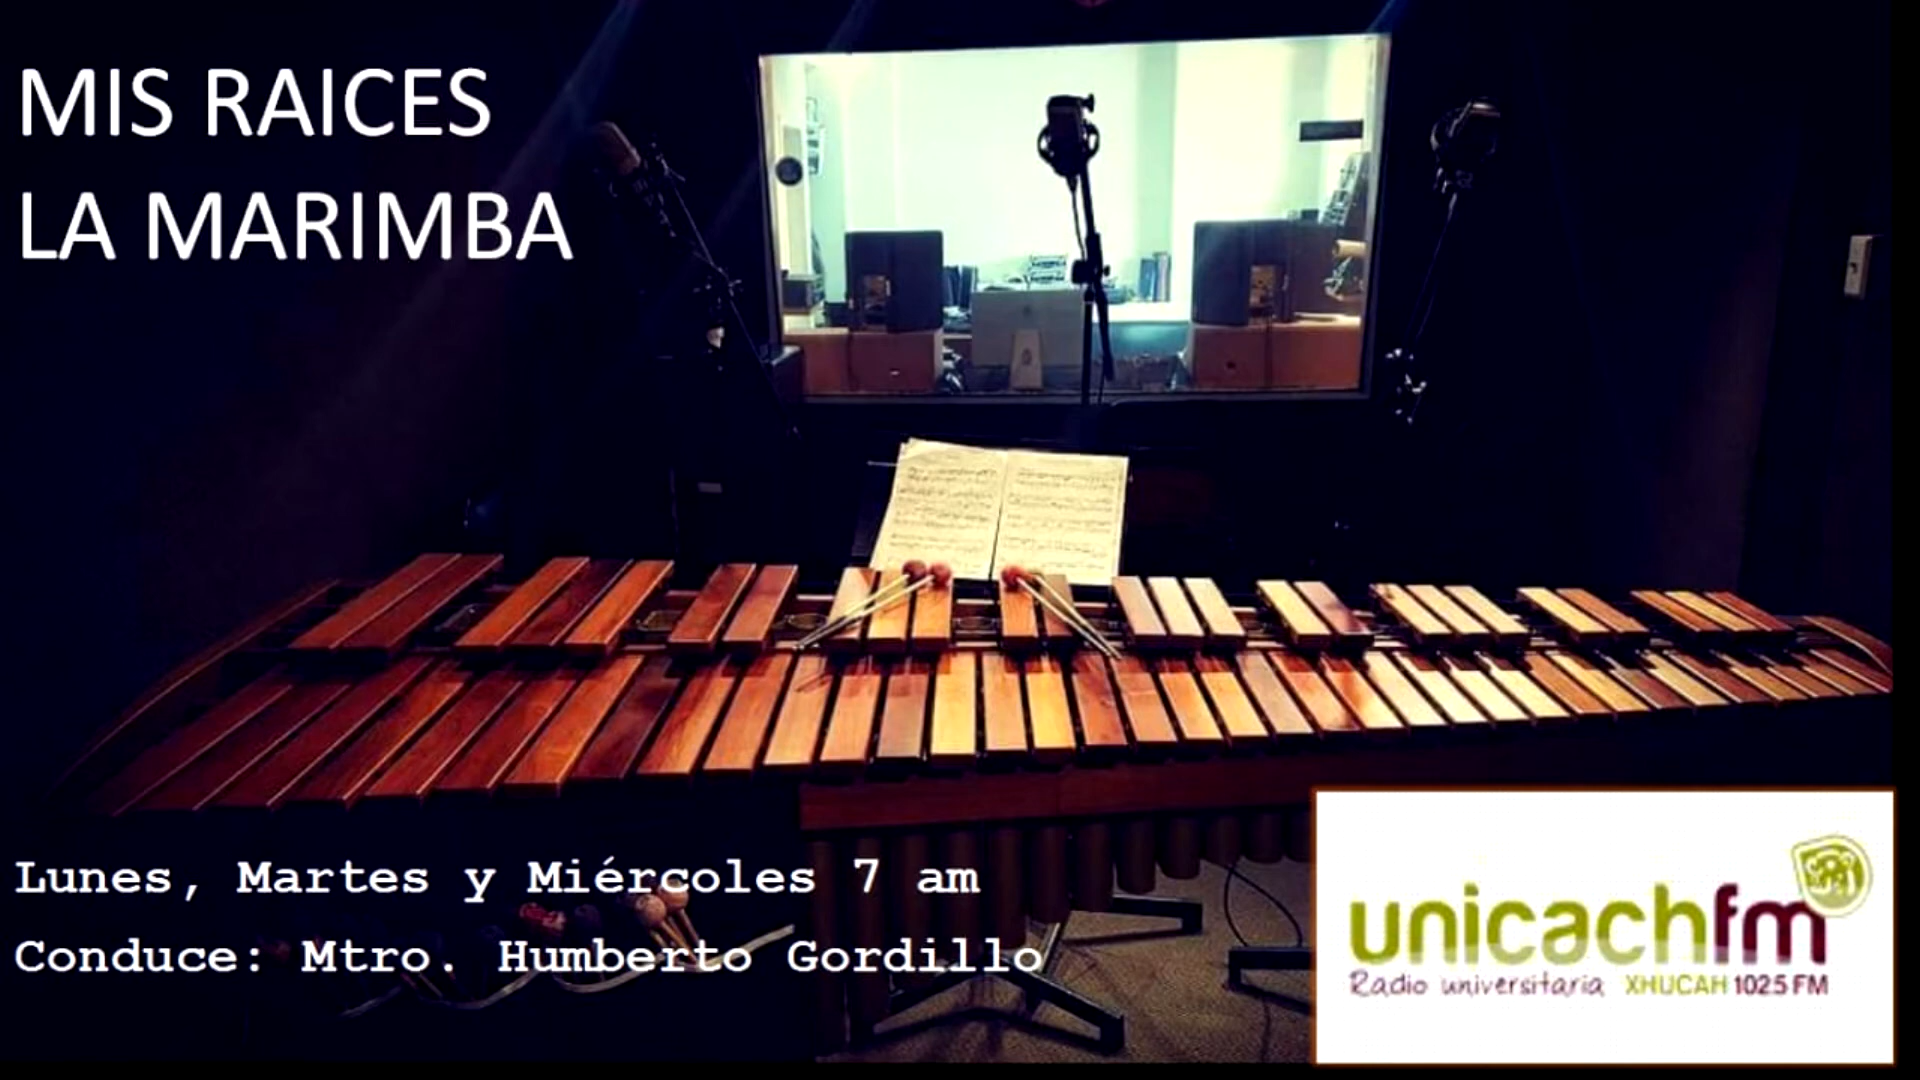 MIS RAICES
LA MARIMBA
Lunes, Martes y Miércoles 7 am
Conduce: Mtro. Humberto Gordillo
unicachfm
Radio universitaria XHUCAH 102.5 FM